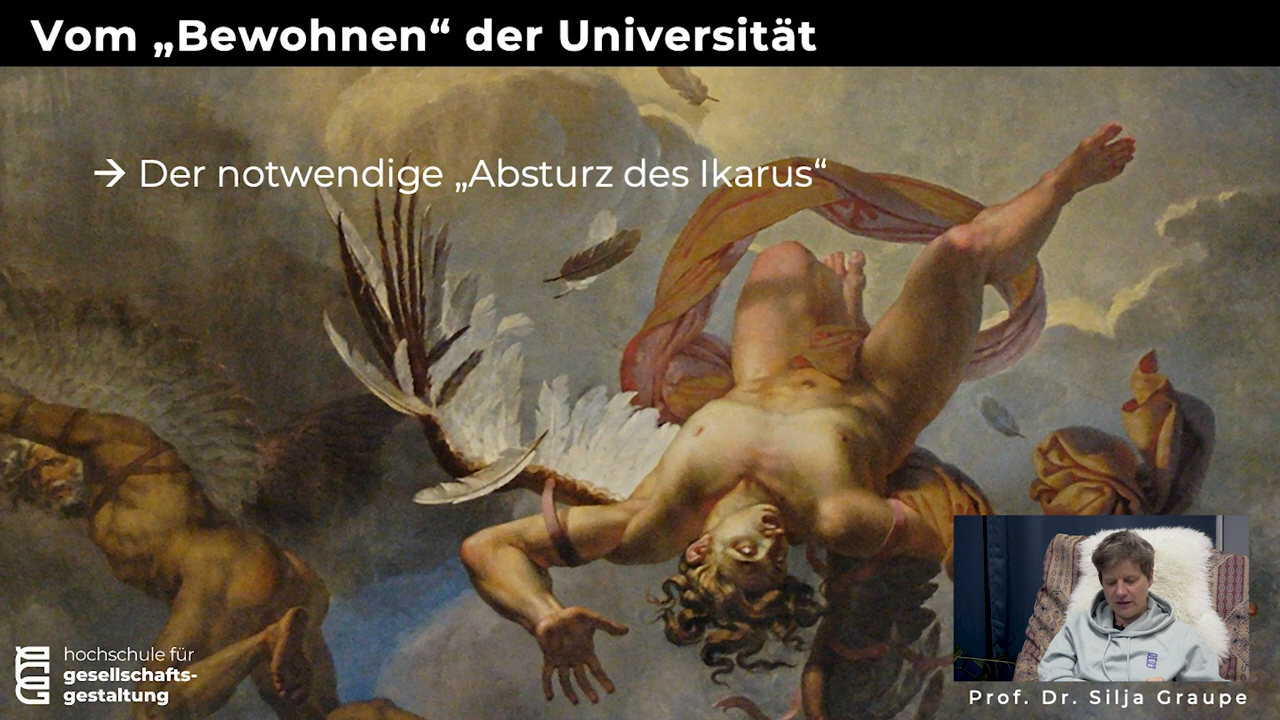 Vom „Bewohnen“ der Universität
→ Der notwendige „Absturz des Ikarus“
hochschule für
gesellschafts-
gestaltung
Prof. Dr. Silja Graupe